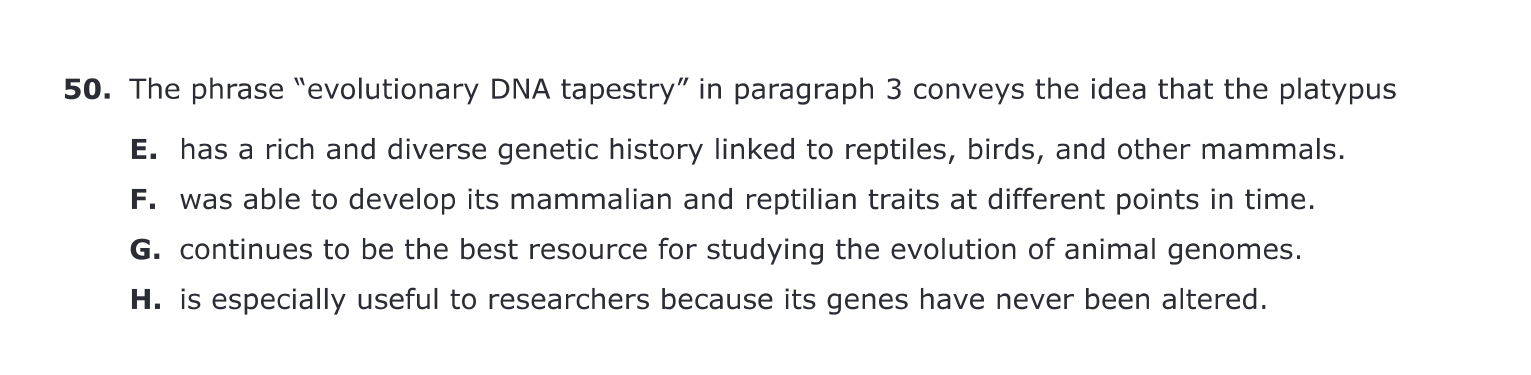 50. The phrase “evolutionary DNA tapestry” in paragraph 3 conveys the idea that the platypus
E. has a rich and diverse genetic history linked to reptiles, birds, and other mammals.
F. was able to develop its mammalian and reptilian traits at different points in time.
G. continues to be the best resource for studying the evolution of animal genomes.
H. is especially useful to researchers because its genes have never been altered.